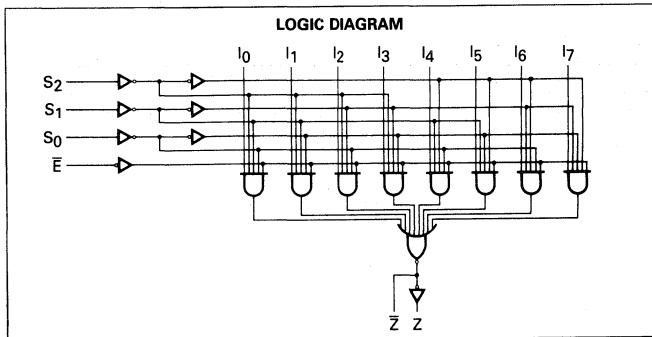 LOGIC DIAGRAM
I0 I1 I2 I3 I4 I5 I6 I7
S2
S1
S0
E̅
Z̅ Z